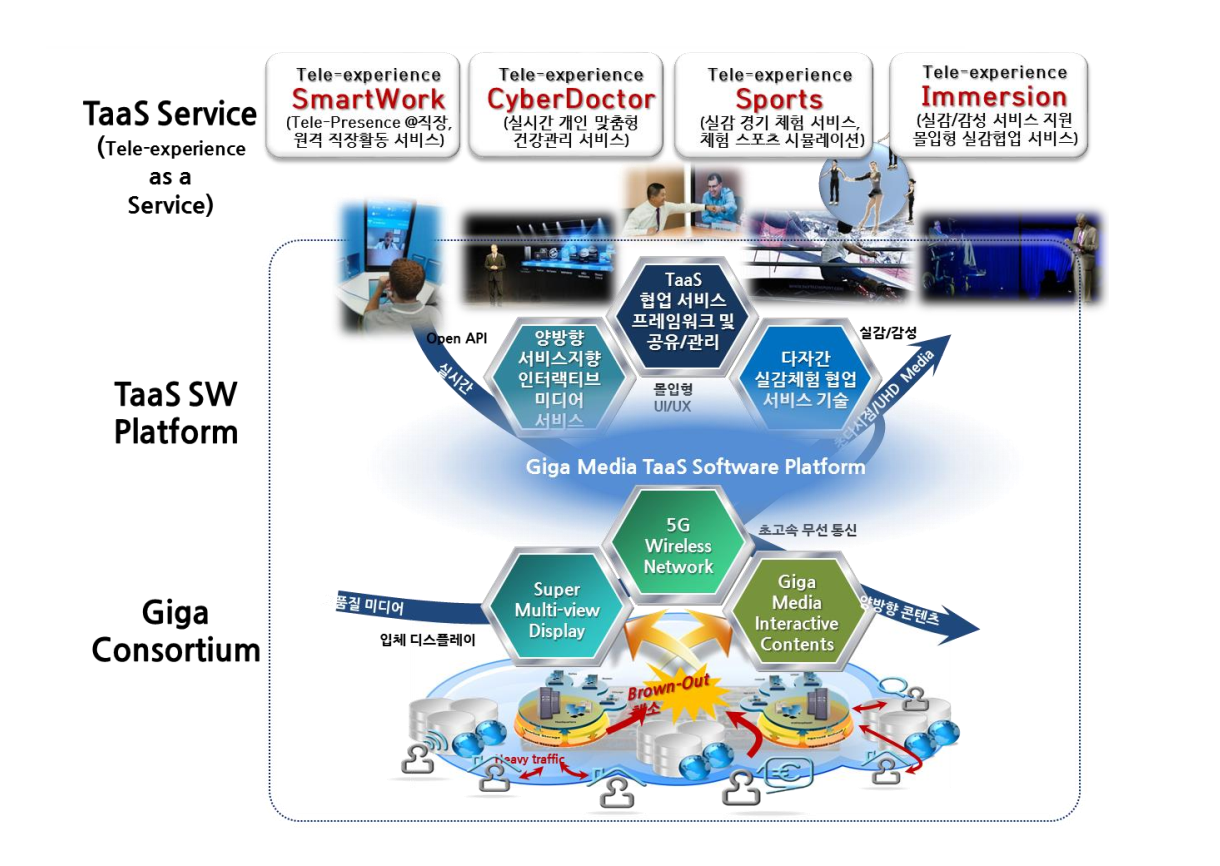 Tele-experience
SmartWork
(Tele-Presence @직장,
원격 직장활동 서비스)
Tele-experience
CyberDoctor
(실시간 개인 맞춤형
건강관리 서비스)
Tele-experience
Sports
(실감 경기 체험 서비스,
체험 스포츠 시뮬레이션)
Tele-experience
Immersion
(실감/감성 서비스 지원
몰입형 실감협업 서비스)
TaaS Service
(Tele-experience
as a
Service)
TaaS
협업 서비스
프레임워크 및
공유/관리
Open API
실시간
양방향
서비스지향
인터랙티브
미디어
서비스
몰입형
UI/UX
다자간
실감체험 협업
서비스 기술
실감/감성
초다시점/UHD Media
TaaS SW
Platform
Giga Media TaaS Software Platform
5G
Wireless
Network
초고속 무선 통신
Super
Multi-view
Display
Giga
Media
Interactive
Contents
품질 미디어
입체 디스플레이
양방향 콘텐츠
Giga
Consortium
Brown-Out
해소
Heavy traffic